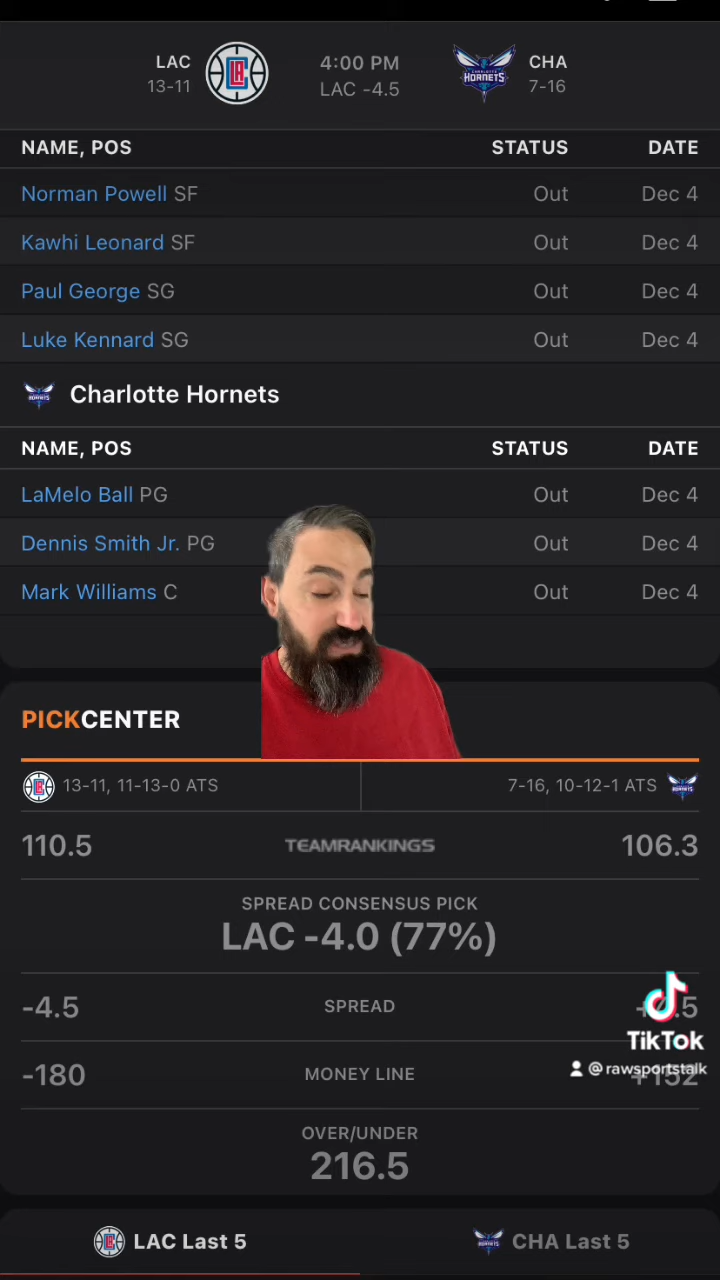 LAC
13-11
4:00 PM
LAC -4.5
CHA
7-16
NAME, POS STATUS DATE
Norman Powell SF Out Dec 4
Kawhi Leonard SF Out Dec 4
Paul George SG Out Dec 4
Luke Kennard SG Out Dec 4
Charlotte Hornets
NAME, POS STATUS DATE
LaMelo Ball PG Out Dec 4
Dennis Smith Jr. PG Out Dec 4
Mark Williams C Out Dec 4
PICKCENTER
13-11, 11-13-0 ATS 7-16, 10-12-1 ATS
110.5 TEAMRANKINGS 106.3
SPREAD CONSENSUS PICK
LAC -4.0 (77%)
-4.5 SPREAD
TikTok
@rawsportstalk
-180 MONEY LINE +152
OVER/UNDER
216.5
LAC Last 5 CHA Last 5